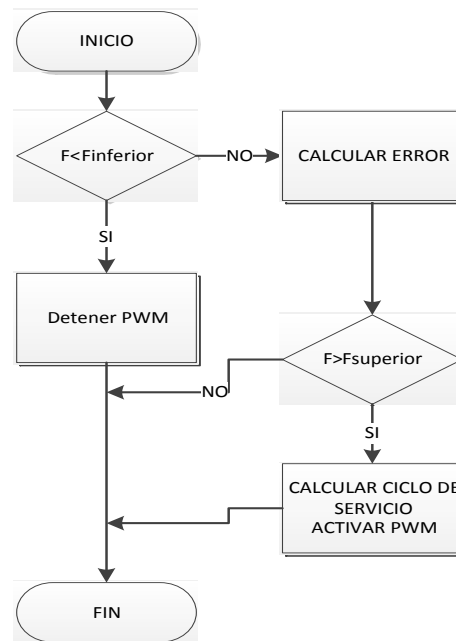 INICIO
F<Finferior
NO
CALCULAR ERROR
SI
Detener PWM
F>Fsuperior
NO
SI
CALCULAR CICLO DE
SERVICIO
ACTIVAR PWM
FIN